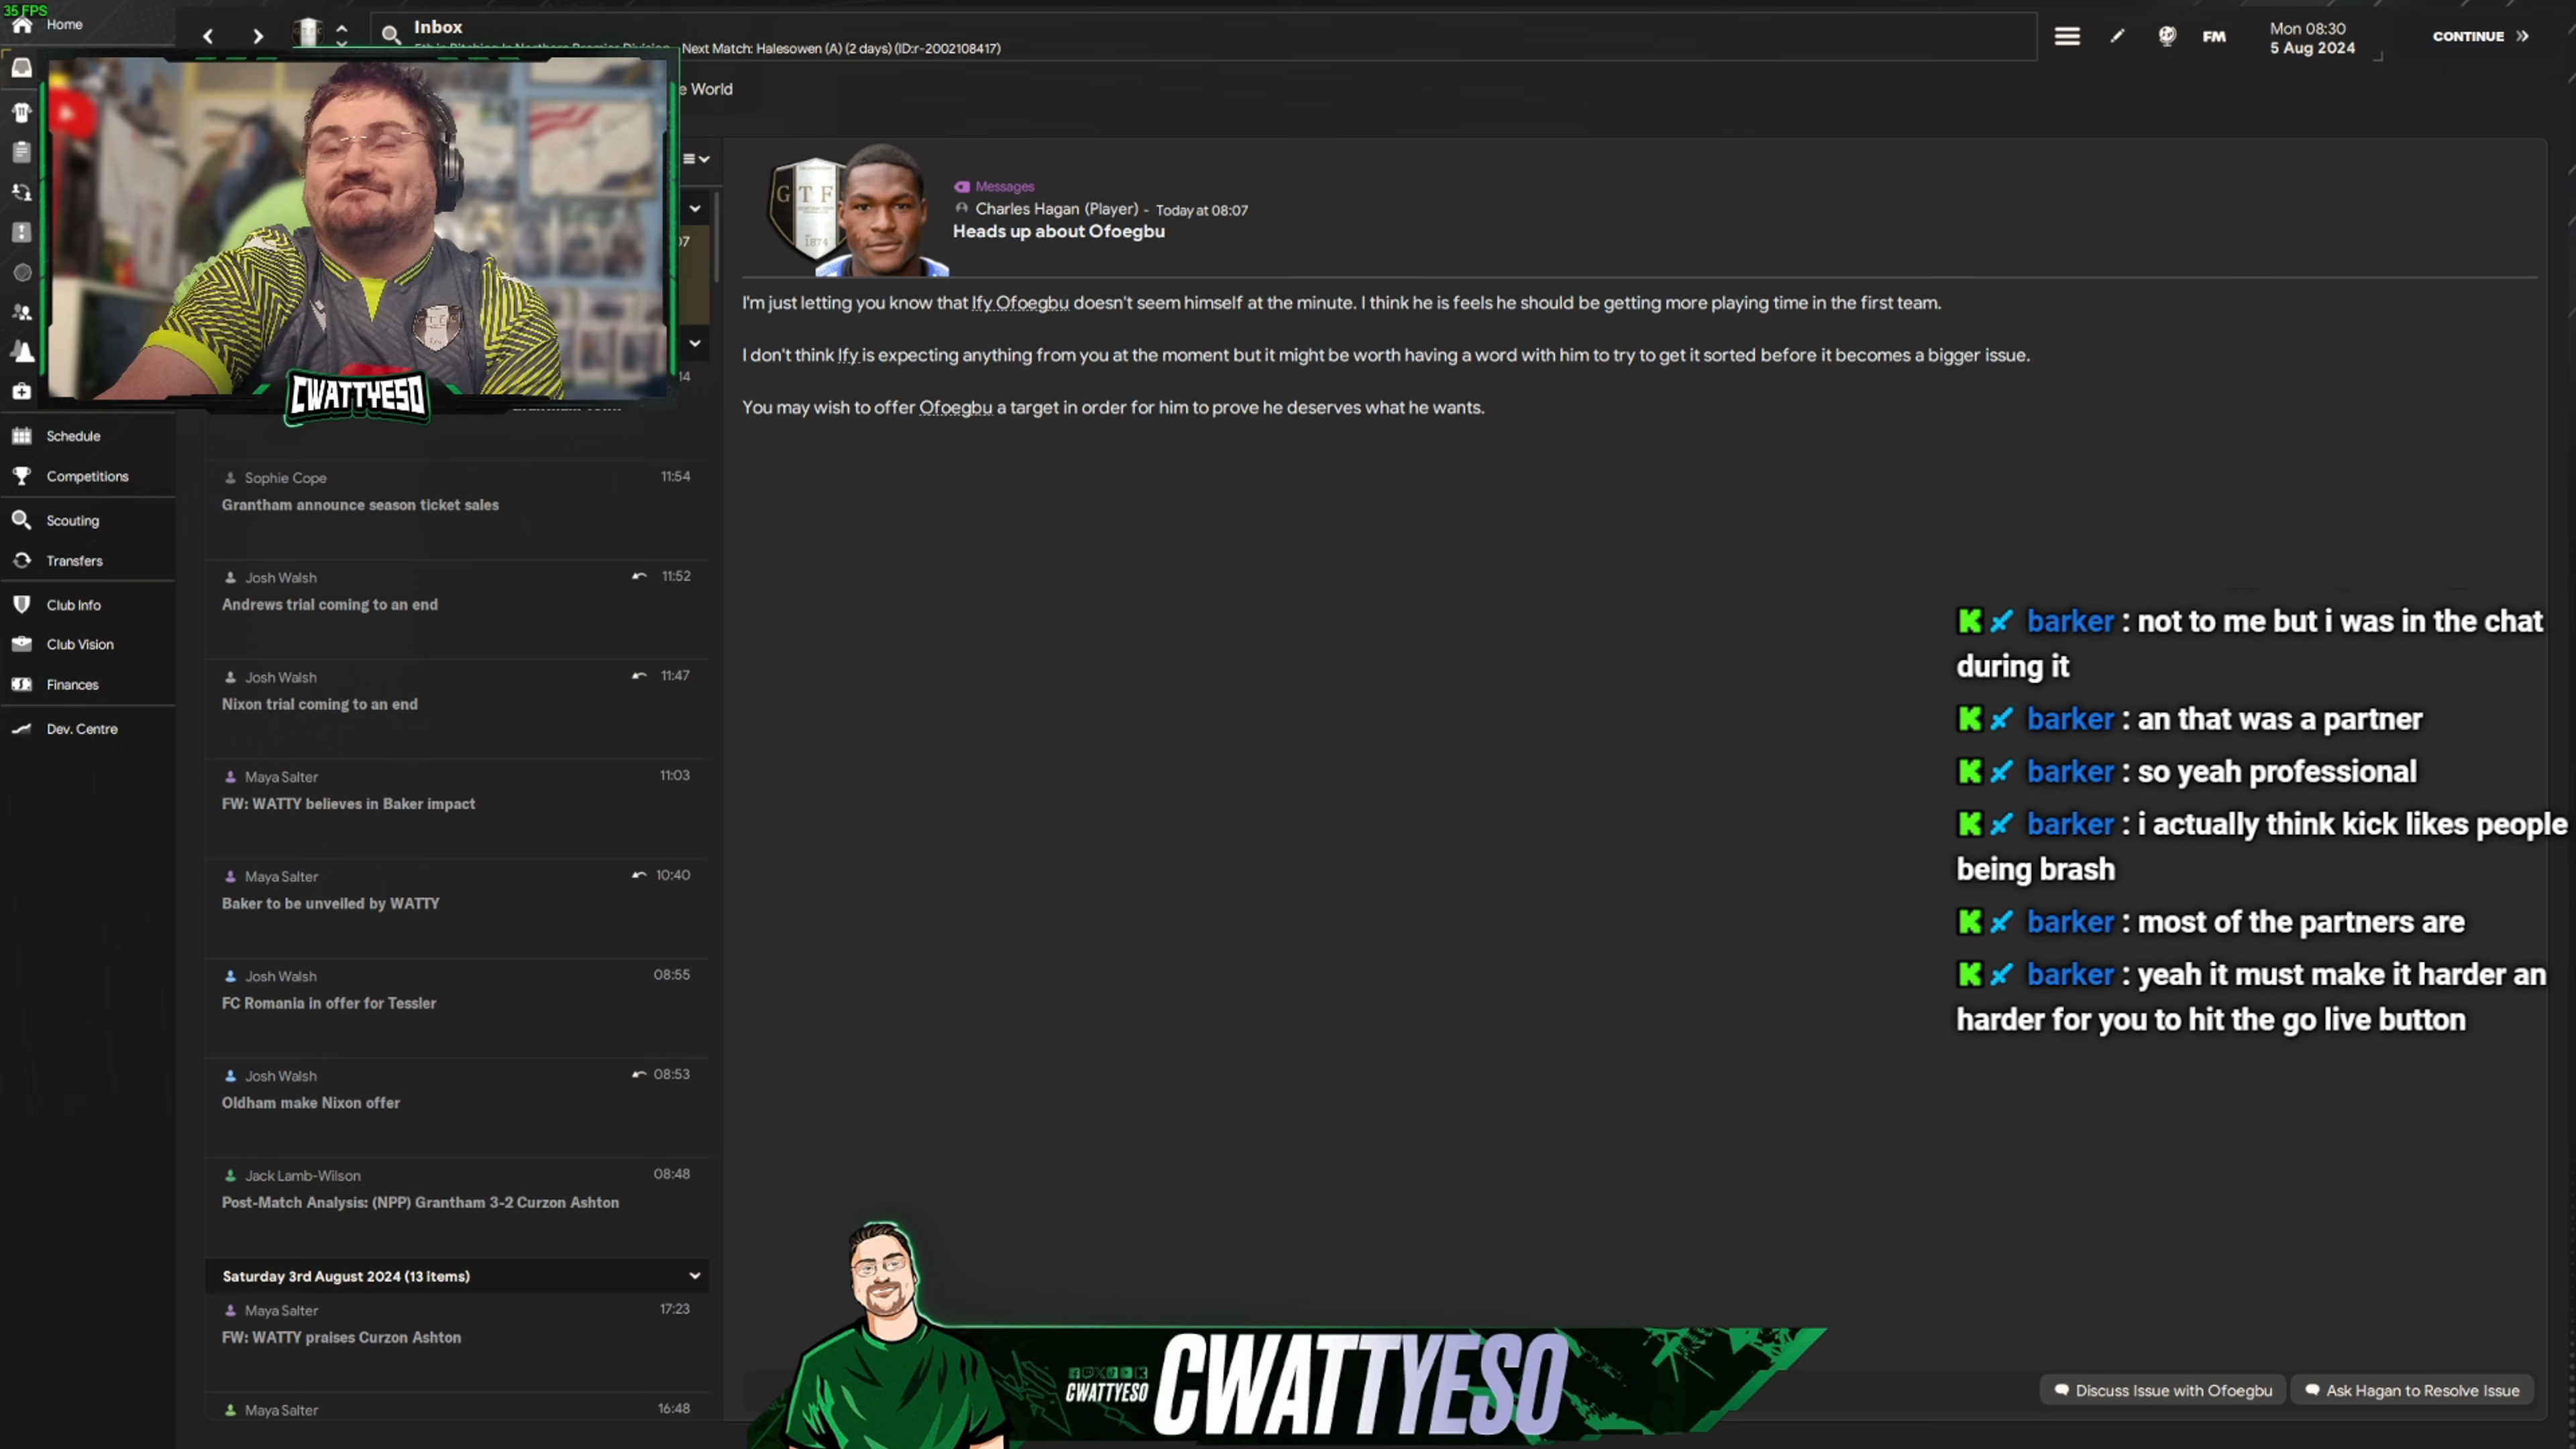 35 FPS
Home
Inbox
Next Match: Halesowen (A) (2 days) (ID:r-2002108417)
FM
Mon 08:30
5 Aug 2024
CONTINUE
e World
GTF
1874
Messages
Charles Hagan (Player) - Today at 08:07
Heads up about Ofoegbu
07
14
I'm just letting you know that Ify Ofoegbu doesn't seem himself at the minute. I think he is feels he should be getting more playing time in the first team.
I don't think Ify is expecting anything from you at the moment but it might be worth having a word with him to try to get it sorted before it becomes a bigger issue.
You may wish to offer Ofoegbu a target in order for him to prove he deserves what he wants.
CWATTYESO
Schedule
Competitions
Scouting
Transfers
Club Info
Club Vision
Finances
Dev. Centre
Sophie Cope 11:54
Grantham announce season ticket sales
Josh Walsh 11:52
Andrews trial coming to an end
Josh Walsh 11:47
Nixon trial coming to an end
Maya Salter 11:03
FW: WATTY believes in Baker impact
Maya Salter 10:40
Baker to be unveiled by WATTY
Josh Walsh 08:55
FC Romania in offer for Tessler
Josh Walsh 08:53
Oldham make Nixon offer
Jack Lamb-Wilson 08:48
Post-Match Analysis: (NPP) Grantham 3-2 Curzon Ashton
Saturday 3rd August 2024 (13 items)
Maya Salter 17:23
FW: WATTY praises Curzon Ashton
Maya Salter 16:48
barker : not to me but i was in the chat
during it
barker : an that was a partner
barker : so yeah professional
barker : i actually think kick likes people
being brash
barker : most of the partners are
barker : yeah it must make it harder an
harder for you to hit the go live button
CWATTYESO
CWATTYESO
Discuss Issue with Ofoegbu
Ask Hagan to Resolve Issue